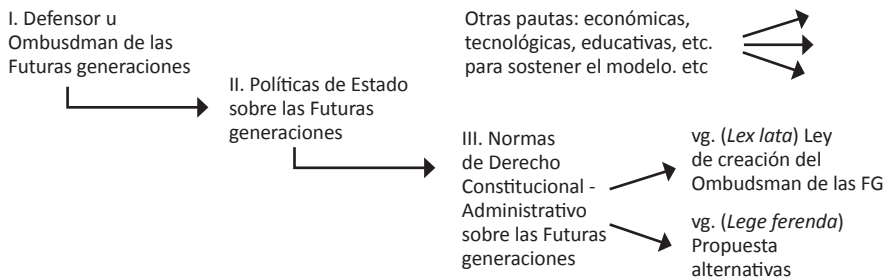 I. Defensor u
Ombusdman de las
Futuras generaciones
Otras pautas: económicas,
tecnológicas, educativas, etc.
para sostener el modelo. etc
II. Políticas de Estado
sobre las Futuras
generaciones
III. Normas
de Derecho
Constitucional -
Administrativo
sobre las Futuras
generaciones
vg. (Lex lata) Ley
de creación del
Ombudsman de las FG
vg. (Lege ferenda)
Propuesta
alternativas